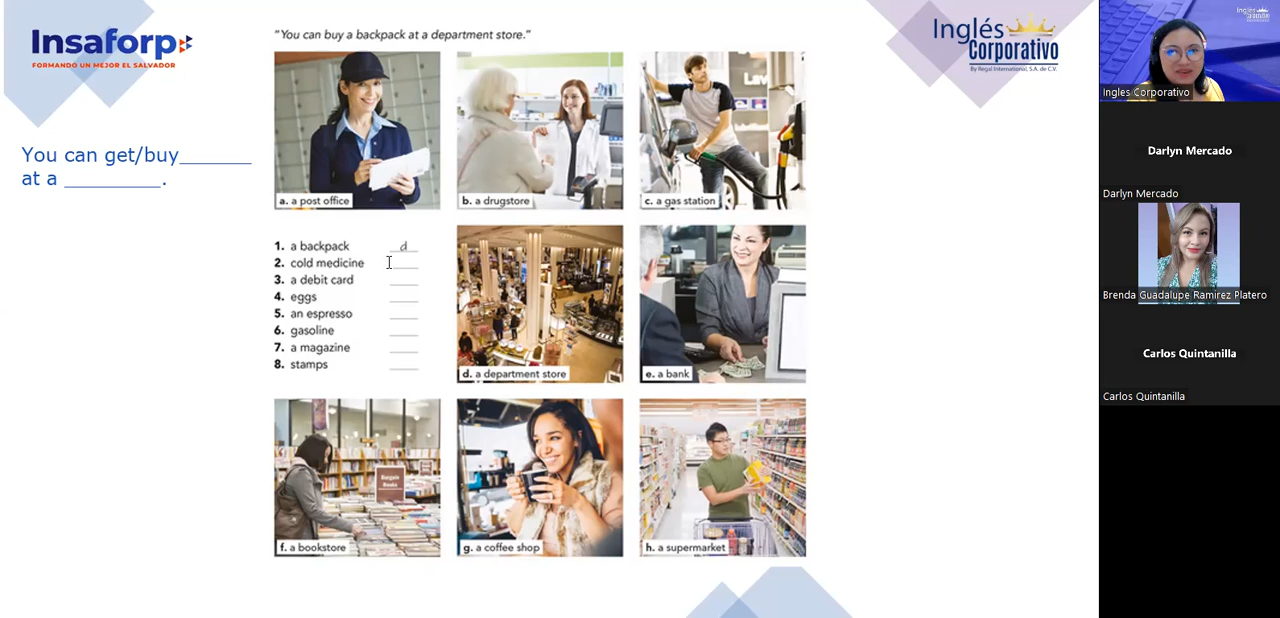 "You can buy a backpack at a department store."
Insaforp
FORMANDO UN MEJOR EL SALVADOR
Inglés
Corporativo
By Regal International, S.A. de C.V.
You can get/buy_______
at a _________.
a. a post office
b. a drugstore
c. a gas station
1. a backpack d
2. cold medicine
3. a debit card
4. eggs
5. an espresso
6. gasoline
7. a magazine
8. stamps
d. a department store
e. a bank
f. a bookstore
g. a coffee shop
h. a supermarket
Ingles Corporativo
Darlyn Mercado
Darlyn Mercado
Brenda Guadalupe Ramirez Platero
Carlos Quintanilla
Carlos Quintanilla